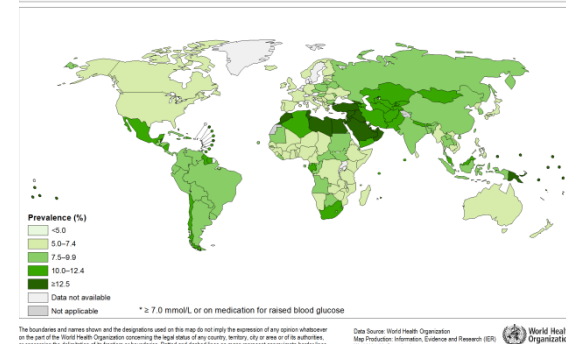 Prevalence (%)
<5.0
5.0–7.4
7.5–9.9
10.0–12.4
≥12.5
Data not available
Not applicable
* ≥ 7.0 mmol/L or on medication for raised blood glucose
The boundaries and names shown and the designations used on this map do not imply the expression of any opinion whatsoever
on the part of the World Health Organization concerning the legal status of any country, territory, city or area or of its authorities,
Data Source: World Health Organization
Map Production: Information, Evidence and Research (IER)
World Health
Organization